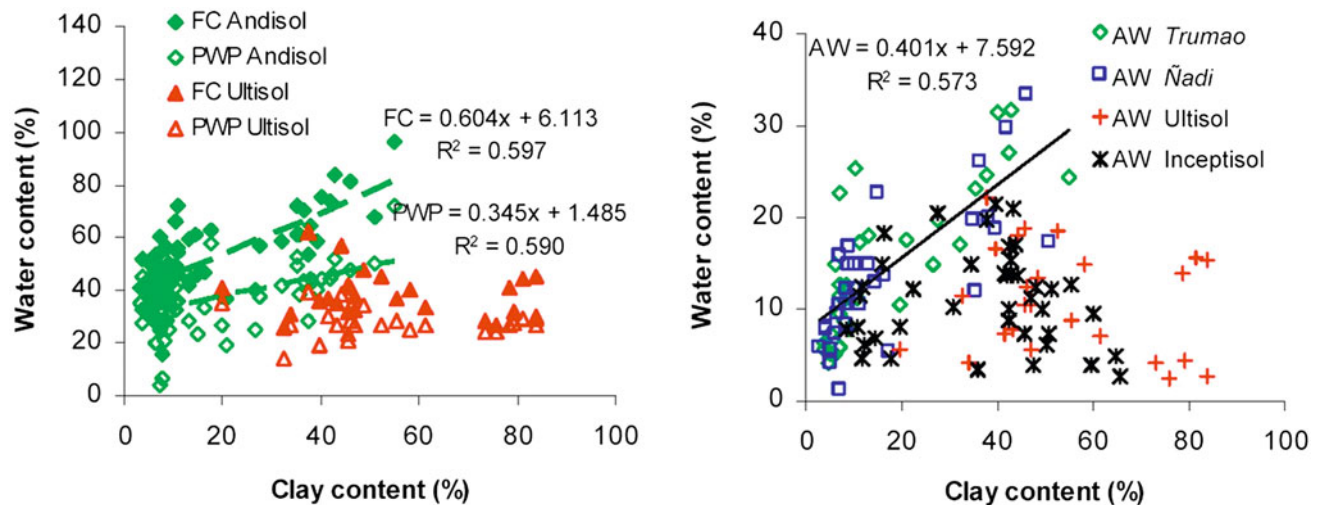 140
120
100
80
60
40
20
0
Water content (%)
FC Andisol
PWP Andisol
FC Ultisol
PWP Ultisol
FC = 0.604x + 6.113
R² = 0.597
PWP = 0.345x + 1.485
R² = 0.590
0 20 40 60 80 100
Clay content (%)
40
30
20
10
0
Water content (%)
AW = 0.401x + 7.592
R² = 0.573
AW Trumao
AW Ñadi
AW Ultisol
AW Inceptisol
0 20 40 60 80 100
Clay content (%)